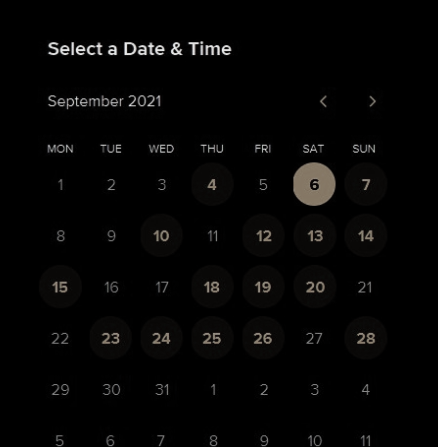 Select a Date & Time
September 2021
MON TUE WED THU FRI SAT SUN
1 2 3 4 5 6 7
8 9 10 11 12 13 14
15 16 17 18 19 20 21
22 23 24 25 26 27 28
29 30 31 1 2 3 4
5 6 7 8 9 10 11